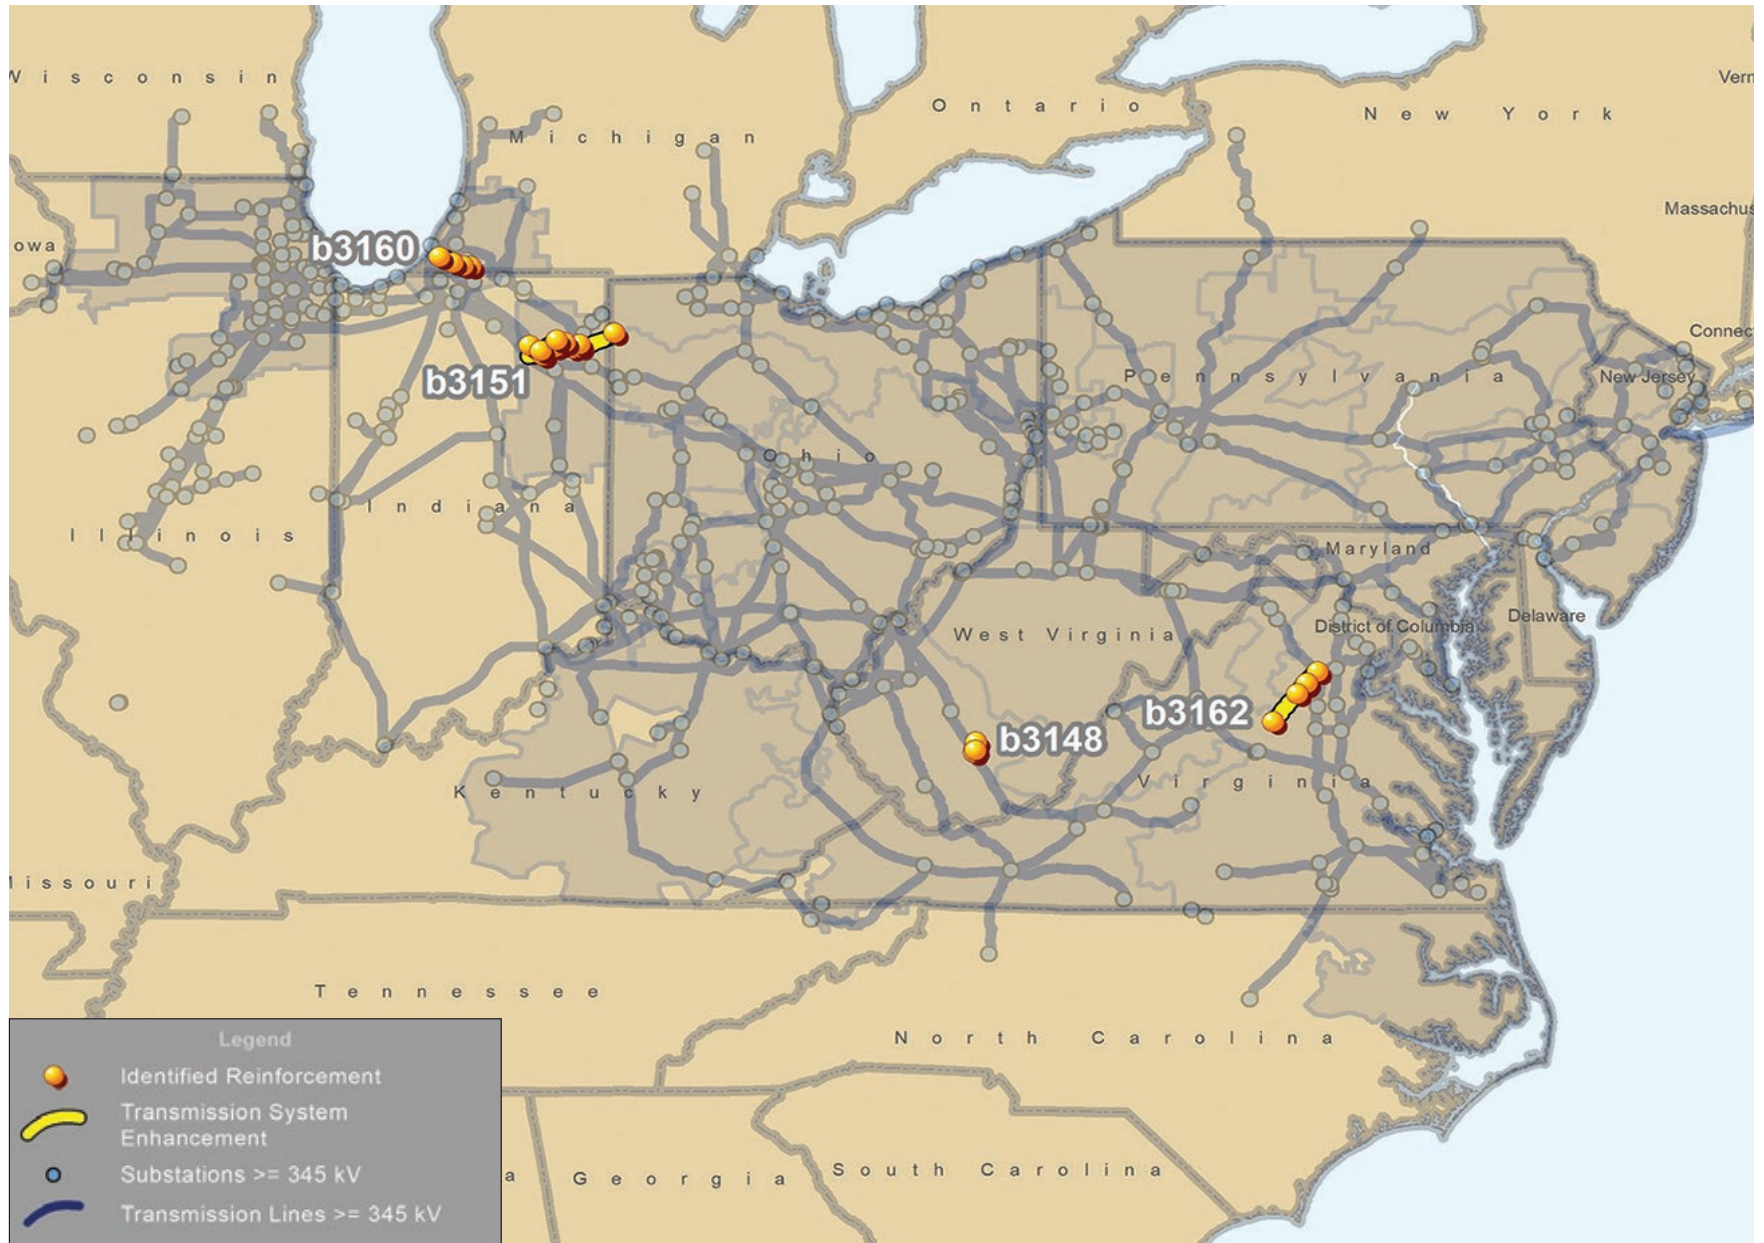 Wisconsin
Vern
Ontario
New York
Michigan
Massachus
owa
b3160
Connec
b3151
Pennsylvania
New Jersey
Ohio
Indiana
Illinois
Maryland
Delaware
District of Columbia
West Virginia
b3162
b3148
Virginia
Kentucky
Missouri
Tennessee
North Carolina
South Carolina
a
Georgia
Legend
Identified Reinforcement
Transmission System
Enhancement
Substations >= 345 kV
Transmission Lines >= 345 kV